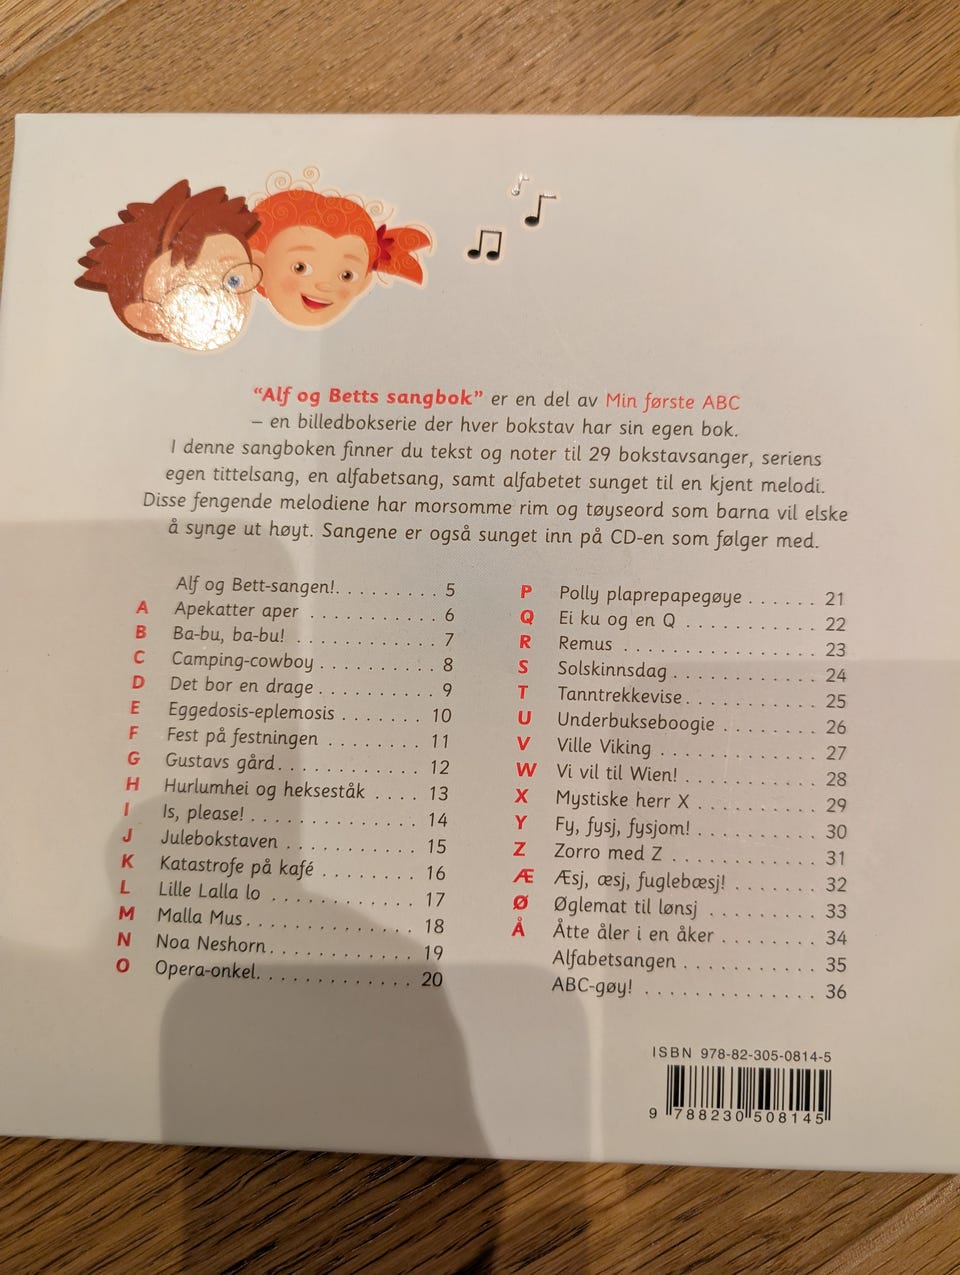 “Alf og Betts sangbok” er en del av Min første ABC
– en billedbokserie der hver bokstav har sin egen bok.
I denne sangboken finner du tekst og noter til 29 bokstavsanger, seriens
egen tittelsang, en alfabetsang, samt alfabetet sunget til en kjent melodi.
Disse fengende melodiene har morsomme rim og tøyseord som barna vil elske
å synge ut høyt. Sangene er også sunget inn på CD-en som følger med.
Alf og Bett-sangen!. . . . . . . . . 5
A Apekatter aper . . . . . . . . . . . 6
B Ba-bu, ba-bu! . . . . . . . . . . . . 7
C Camping-cowboy . . . . . . . . . . 8
D Det bor en drage . . . . . . . . . . 9
E Eggedosis-eplemosis . . . . . . . 10
F Fest på festningen . . . . . . . . 11
G Gustavs gård. . . . . . . . . . . . 12
H Hurlumhei og heksestâk . . . . 13
I Is, please! . . . . . . . . . . . . . . 14
J Julebokstaven . . . . . . . . . . . 15
K Katastrofe på kafé . . . . . . . . 16
L Lille Lalla lo . . . . . . . . . . . . 17
M Malla Mus. . . . . . . . . . . . . . 18
N Noa Neshorn. . . . . . . . . . . . 19
O Opera-onkel. . . . . . . . . . . . . 20
P Polly plaprepapegøye . . . . . . 21
Q Ei ku og en Q . . . . . . . . . . . 22
R Remus . . . . . . . . . . . . . . . . 23
S Solskinnsdag . . . . . . . . . . . . 24
T Tanntrekkevise. . . . . . . . . . . 25
U Underbukseboogie . . . . . . . . 26
V Ville Viking . . . . . . . . . . . . . 27
W Vi vil til Wien! . . . . . . . . . . . 28
X Mystiske herr X . . . . . . . . . . 29
Y Fy, fysj, fysjom! . . . . . . . . . . 30
Z Zorro med Z . . . . . . . . . . . . 31
Æ Æsj, æsj, fuglebæsj! . . . . . . . 32
Ø Øglemat til lønsj . . . . . . . . . 33
Å Åtte åler i en åker . . . . . . . . 34
Alfabetsangen . . . . . . . . . . . 35
ABC-gøy! . . . . . . . . . . . . . . 36
ISBN 978-82-305-0814-5
9 788230 508145